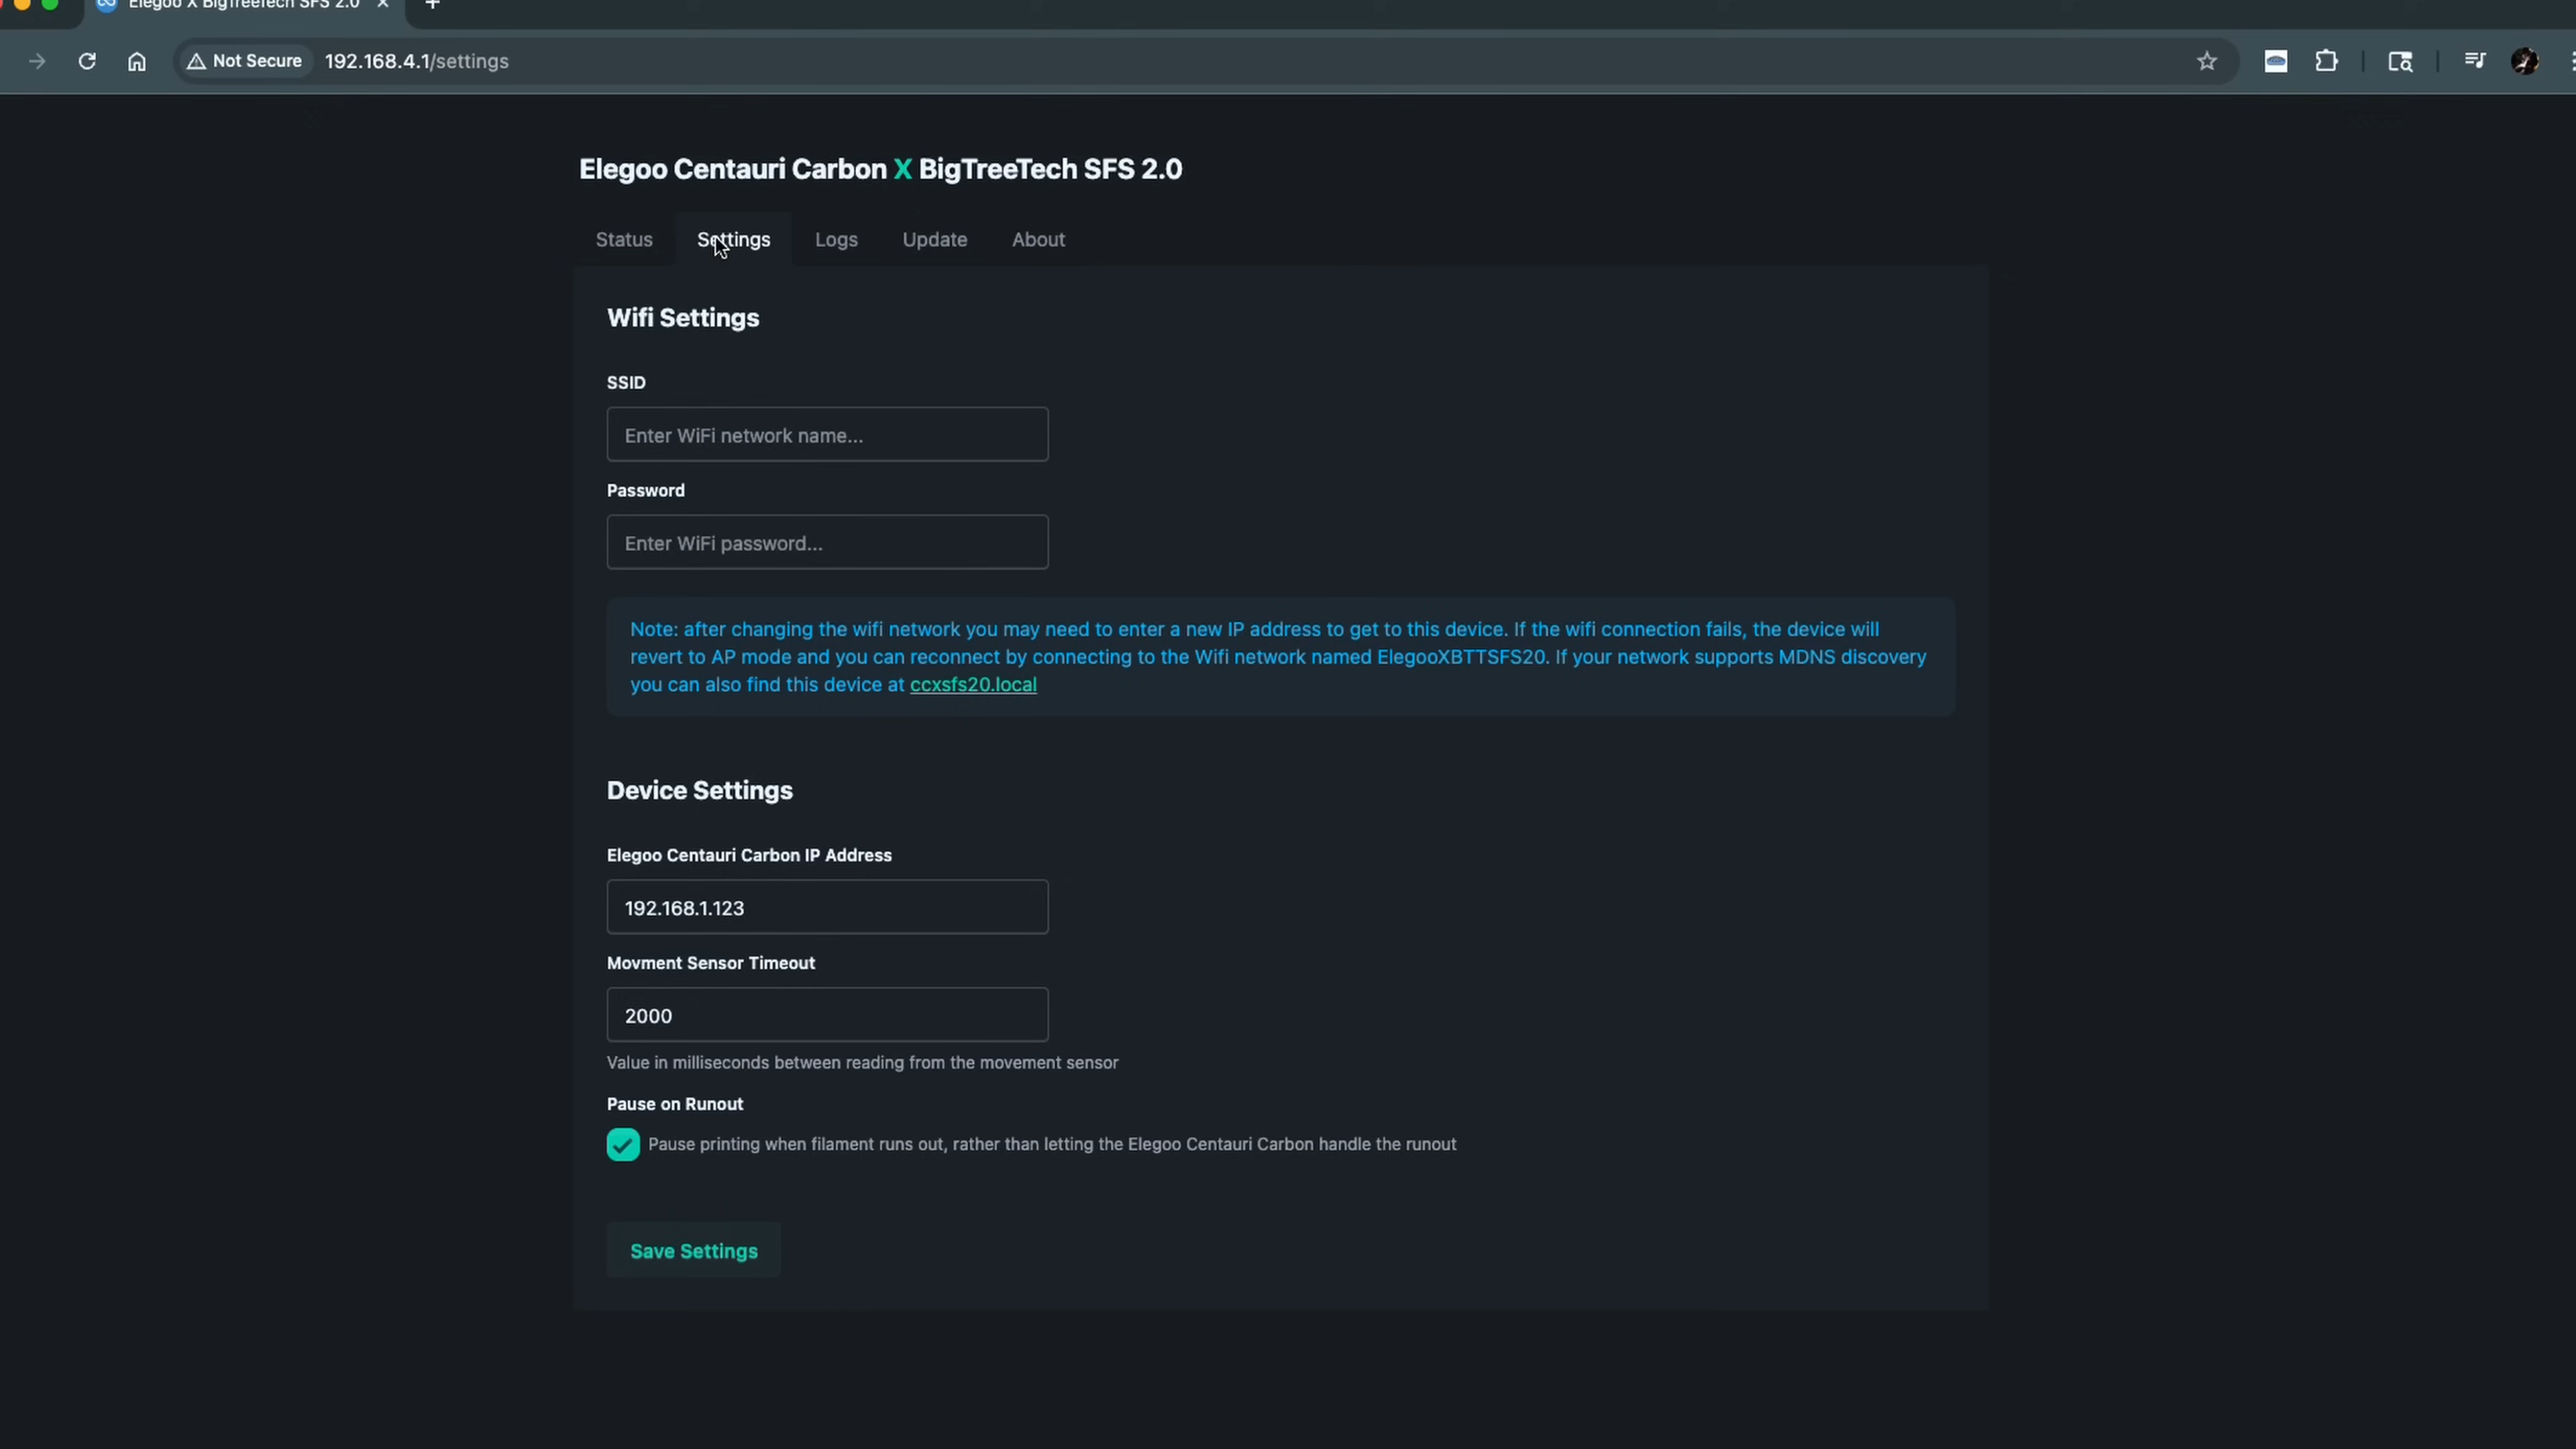 Elegoo X BigTreeTech SFS 2.0
Not Secure 192.168.4.1/settings
Elegoo Centauri Carbon X BigTreeTech SFS 2.0
Status Settings Logs Update About
Wifi Settings
SSID
Enter WiFi network name...
Password
Enter WiFi password...
Note: after changing the wifi network you may need to enter a new IP address to get to this device. If the wifi connection fails, the device will
revert to AP mode and you can reconnect by connecting to the Wifi network named ElegooXBTTSFS20. If your network supports MDNS discovery
you can also find this device at ccxsfs20.local
Device Settings
Elegoo Centauri Carbon IP Address
192.168.1.123
Movment Sensor Timeout
2000
Value in milliseconds between reading from the movement sensor
Pause on Runout
Pause printing when filament runs out, rather than letting the Elegoo Centauri Carbon handle the runout
Save Settings